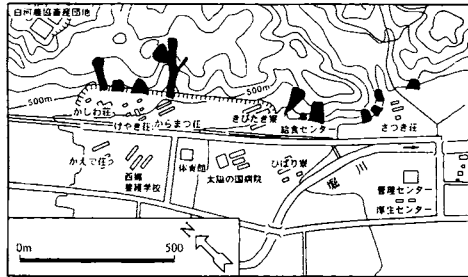 白河農協畜産団地
500m
500m
かしわ荘
けやき荘
からまつ荘
きびたき寮
給食センター
さつき荘
かえで荘
西郷
養護学校
体育館
太陽の国病院
ひばり寮
堀川
管理センター
厚生センター
0m
500
N